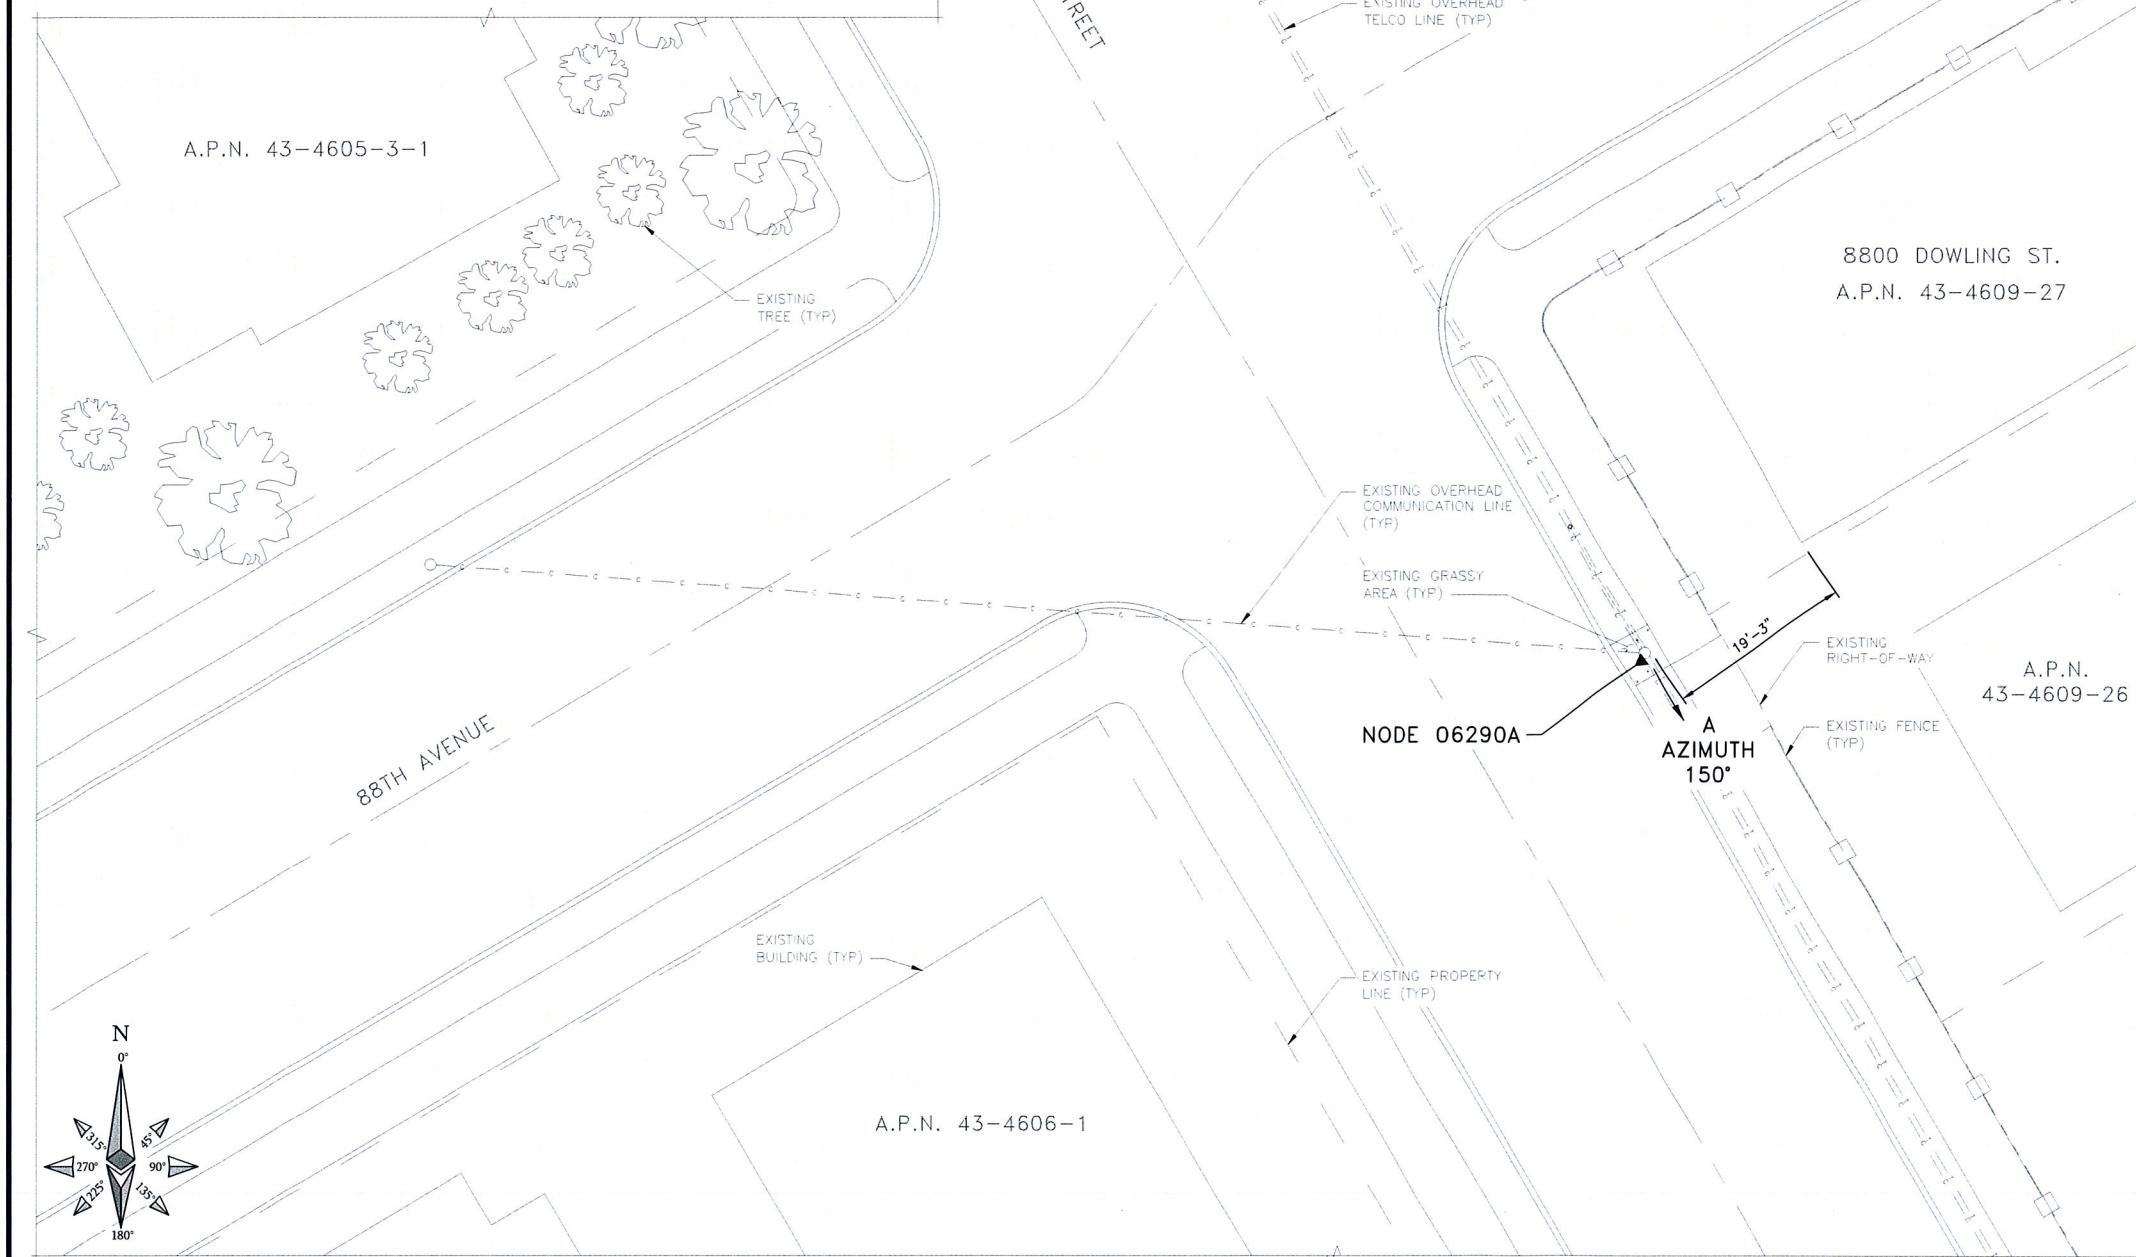 EXISTING OVERHEAD
TELCO LINE (TYP)
A.P.N. 43-4605-3-1
8800 DOWLING ST.
A.P.N. 43-4609-27
EXISTING
TREE (TYP)
EXISTING OVERHEAD
COMMUNICATION LINE
(TYP)
EXISTING GRASSY
AREA (TYP)
19'-3"
EXISTING
RIGHT-OF-WAY
A.P.N.
43-4609-26
NODE 06290A
A
AZIMUTH
150°
EXISTING FENCE
(TYP)
88TH AVENUE
EXISTING
BUILDING (TYP)
EXISTING PROPERTY
LINE (TYP)
A.P.N. 43-4606-1
N
0°
315°
45°
270°
90°
225°
135°
180°